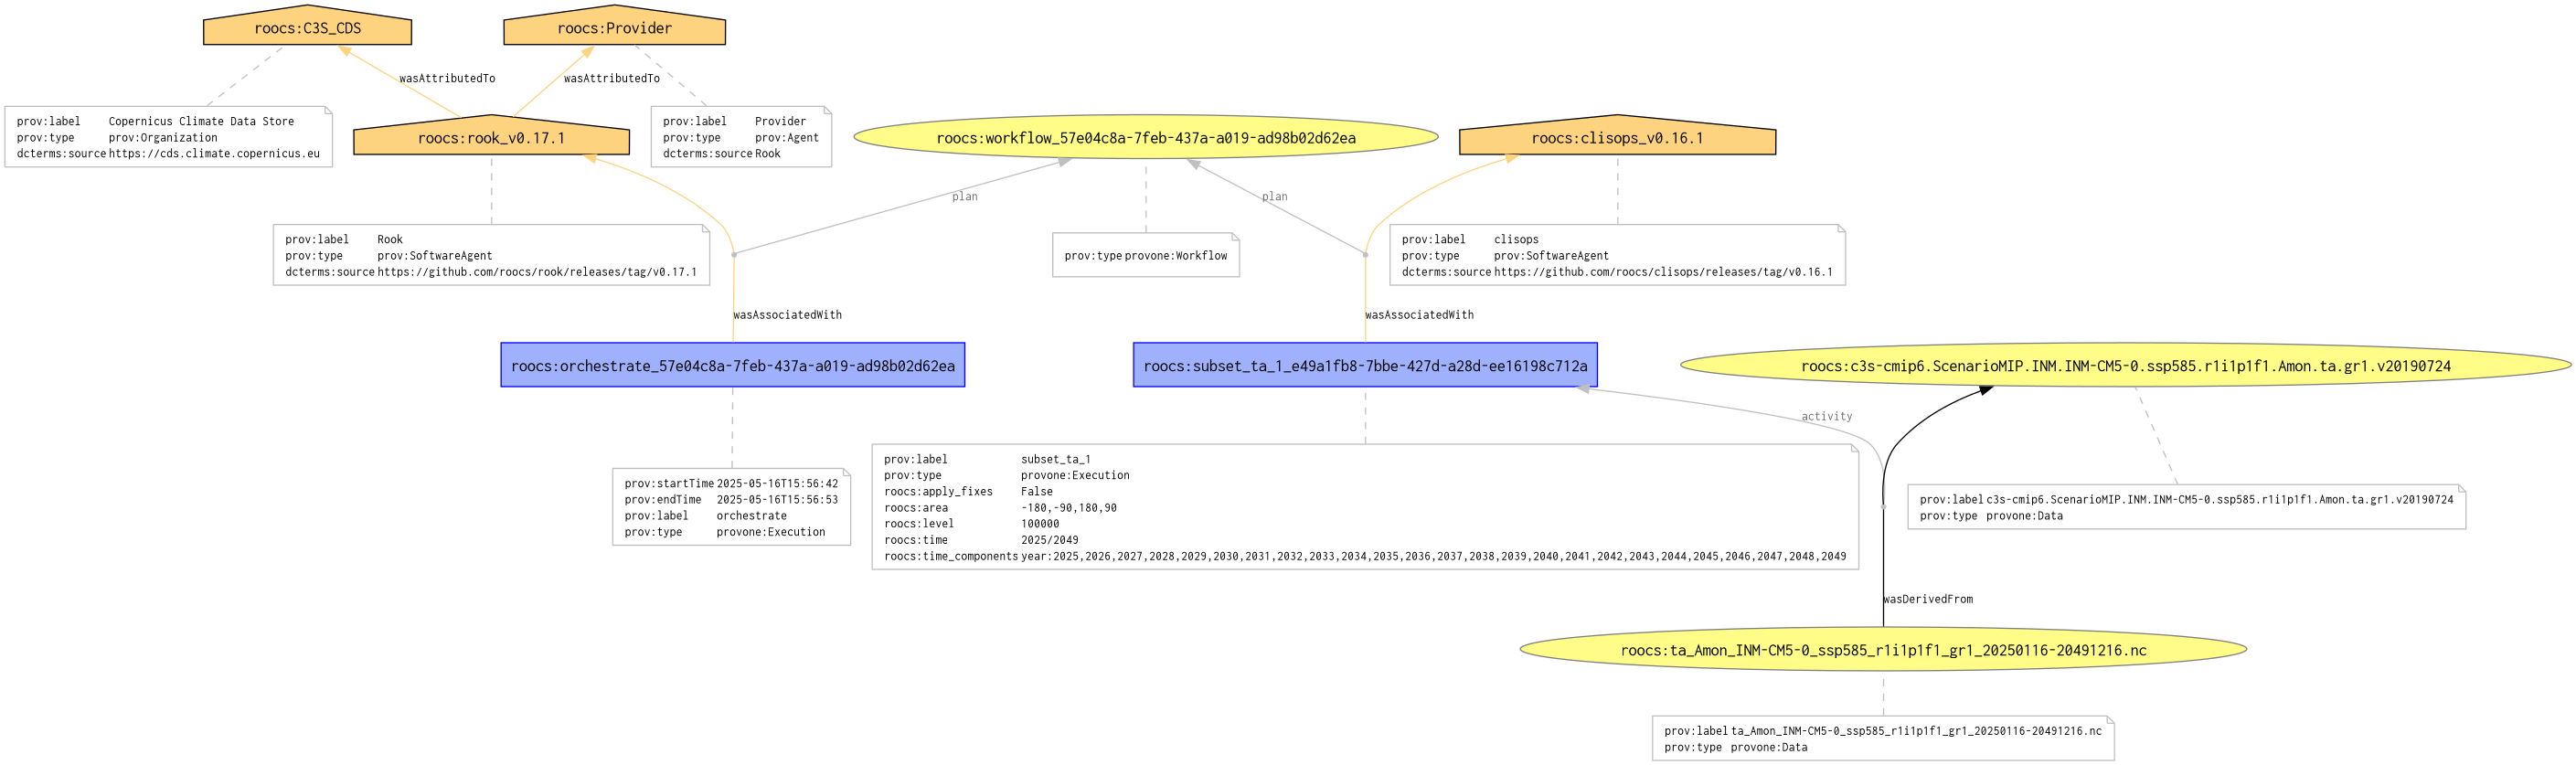 roocs:C3S_CDS
roocs:Provider
wasAttributedTo
wasAttributedTo
prov:label Copernicus Climate Data Store
prov:type prov:Organization
dcterms:source https://cds.climate.copernicus.eu
roocs:rook_v0.17.1
prov:label Provider
prov:type prov:Agent
dcterms:source Rook
roocs:workflow_57e04c8a-7feb-437a-a019-ad98b02d62ea
roocs:clisops_v0.16.1
plan
plan
prov:label Rook
prov:type prov:SoftwareAgent
dcterms:source https://github.com/roocs/rook/releases/tag/v0.17.1
prov:type provone:Workflow
prov:label clisops
prov:type prov:SoftwareAgent
dcterms:source https://github.com/roocs/clisops/releases/tag/v0.16.1
wasAssociatedWith
wasAssociatedWith
roocs:orchestrate_57e04c8a-7feb-437a-a019-ad98b02d62ea
roocs:subset_ta_1_e49a1fb8-7bbe-427d-a28d-ee16198c712a
roocs:c3s-cmip6.ScenarioMIP.INM.INM-CM5-0.ssp585.r1i1p1f1.Amon.ta.gr1.v20190724
activity
prov:startTime 2025-05-16T15:56:42
prov:endTime 2025-05-16T15:56:53
prov:label orchestrate
prov:type provone:Execution
prov:label subset_ta_1
prov:type provone:Execution
roocs:apply_fixes False
roocs:area -180,-90,180,90
roocs:level 100000
roocs:time 2025/2049
roocs:time_components year:2025,2026,2027,2028,2029,2030,2031,2032,2033,2034,2035,2036,2037,2038,2039,2040,2041,2042,2043,2044,2045,2046,2047,2048,2049
prov:label c3s-cmip6.ScenarioMIP.INM.INM-CM5-0.ssp585.r1i1p1f1.Amon.ta.gr1.v20190724
prov:type provone:Data
wasDerivedFrom
roocs:ta_Amon_INM-CM5-0_ssp585_r1i1p1f1_gr1_20250116-20491216.nc
prov:label ta_Amon_INM-CM5-0_ssp585_r1i1p1f1_gr1_20250116-20491216.nc
prov:type provone:Data